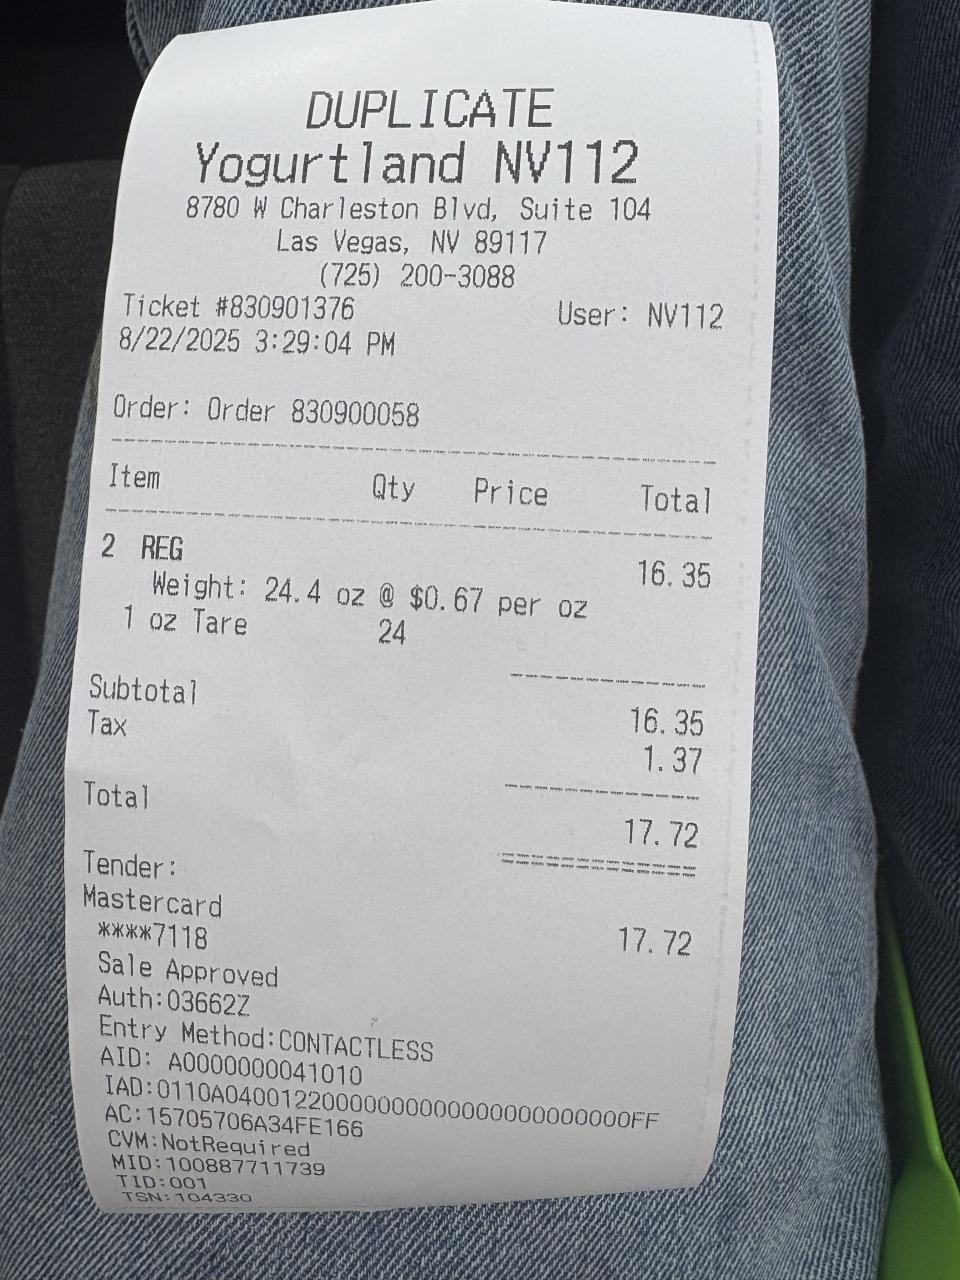 DUPLICATE
Yogurtland NV112
8780 W Charleston Blvd, Suite 104
Las Vegas, NV 89117
(725) 200-3088
Ticket #830901376 User: NV112
8/22/2025 3:29:04 PM
Order: Order 830900058
Item Qty Price Total
2 REG 16.35
Weight: 24.4 oz @ $0.67 per oz
1 oz Tare 24
Subtotal 16.35
Tax 1.37
Total 17.72
Tender:
Mastercard 17.72
****7118
Sale Approved
Auth:03662Z
Entry Method:CONTACTLESS
AID: A0000000041010
IAD:0110A040012200000000000000000000000FF
AC:15705706A34FE166
CVM:NotRequired
MID:100887711739
TID:001
TSN:104330